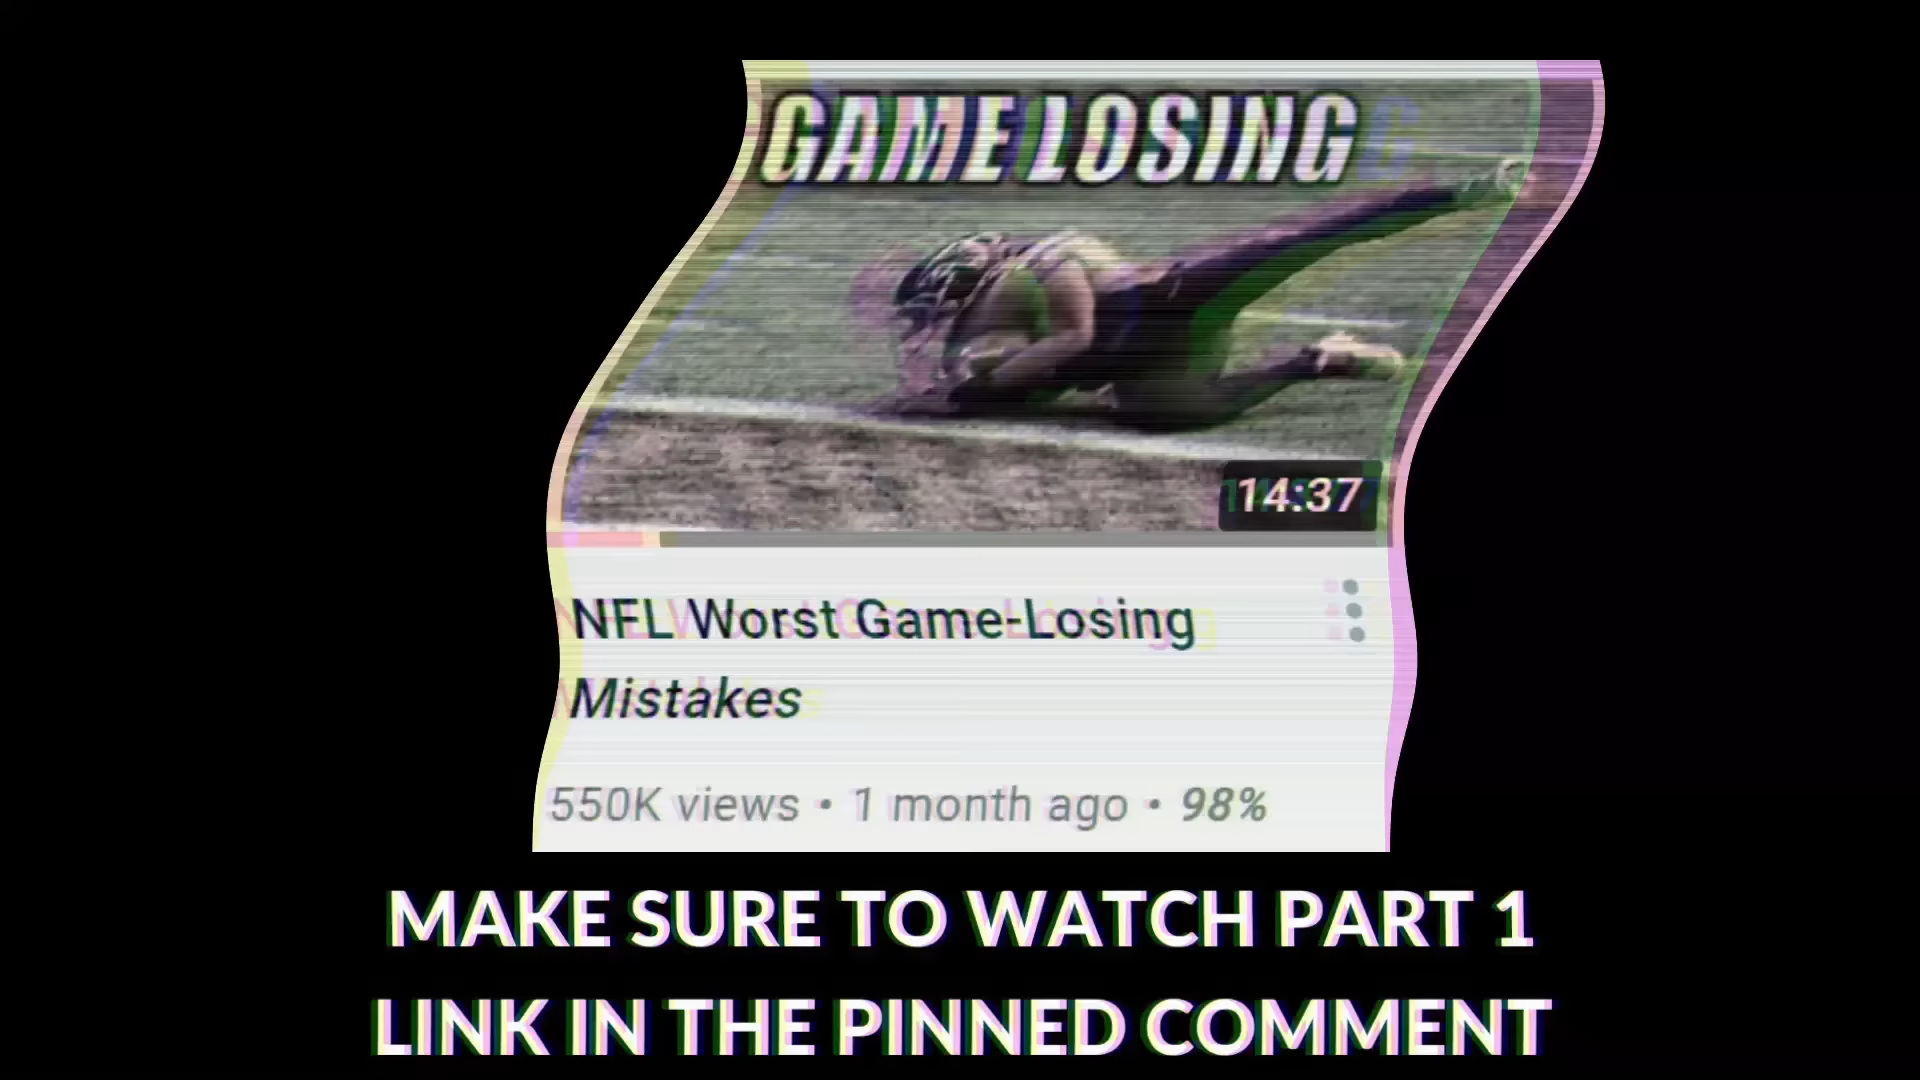 GAME LOSING
14:37
NFL Worst Game-Losing
Mistakes
550K views • 1 month ago • 98%
MAKE SURE TO WATCH PART 1
LINK IN THE PINNED COMMENT